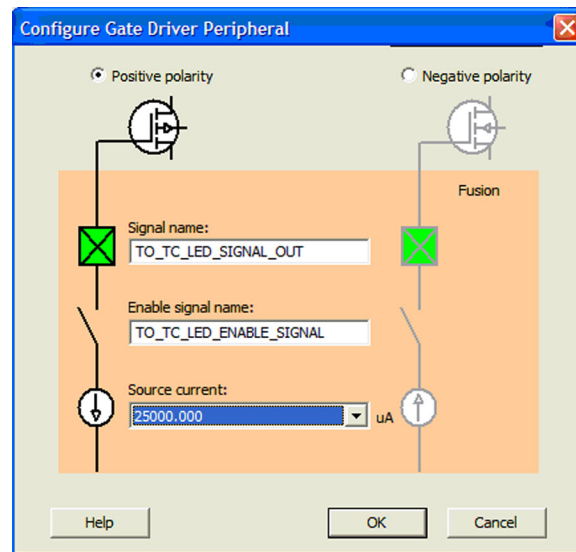 Configure Gate Driver Peripheral
Positive polarity
Negative polarity
Fusion
Signal name:
TO_TC_LED_SIGNAL_OUT
Enable signal name:
TO_TC_LED_ENABLE_SIGNAL
Source current:
25000.000
uA
Help
OK
Cancel